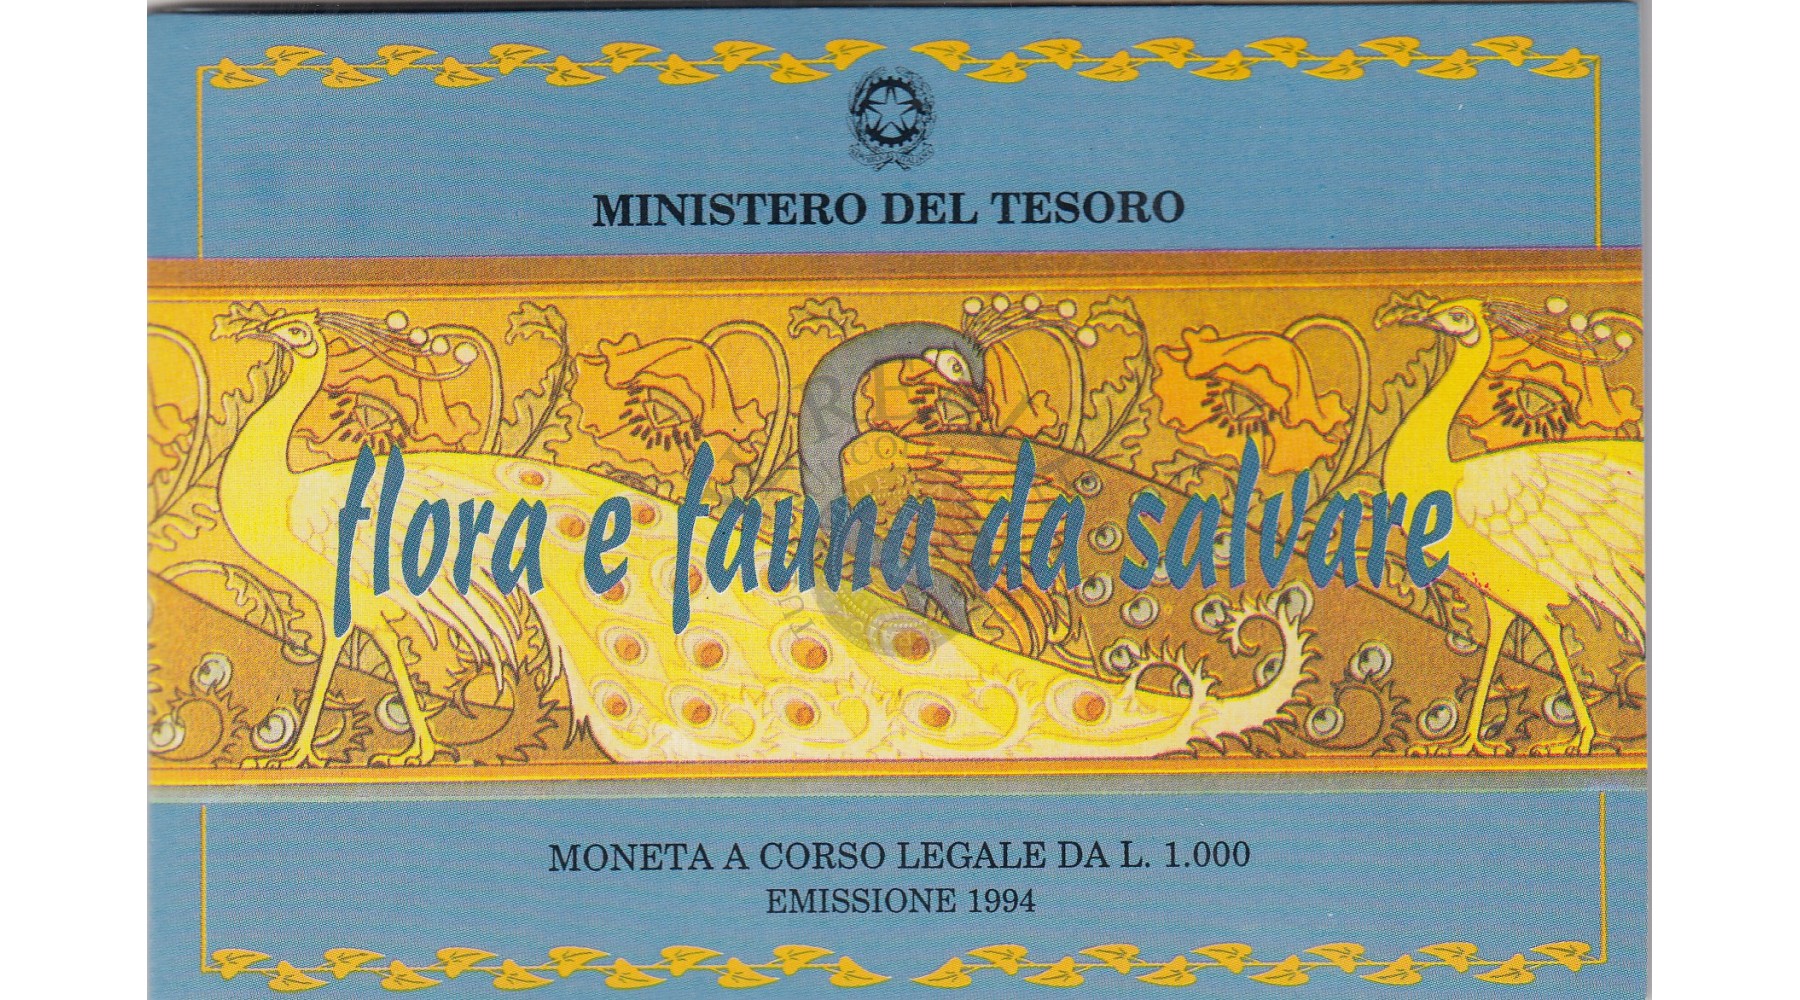 MINISTERO DEL TESORO
flora e fauna da salvare
MONETA A CORSO LEGALE DA L. 1.000
EMISSIONE 1994